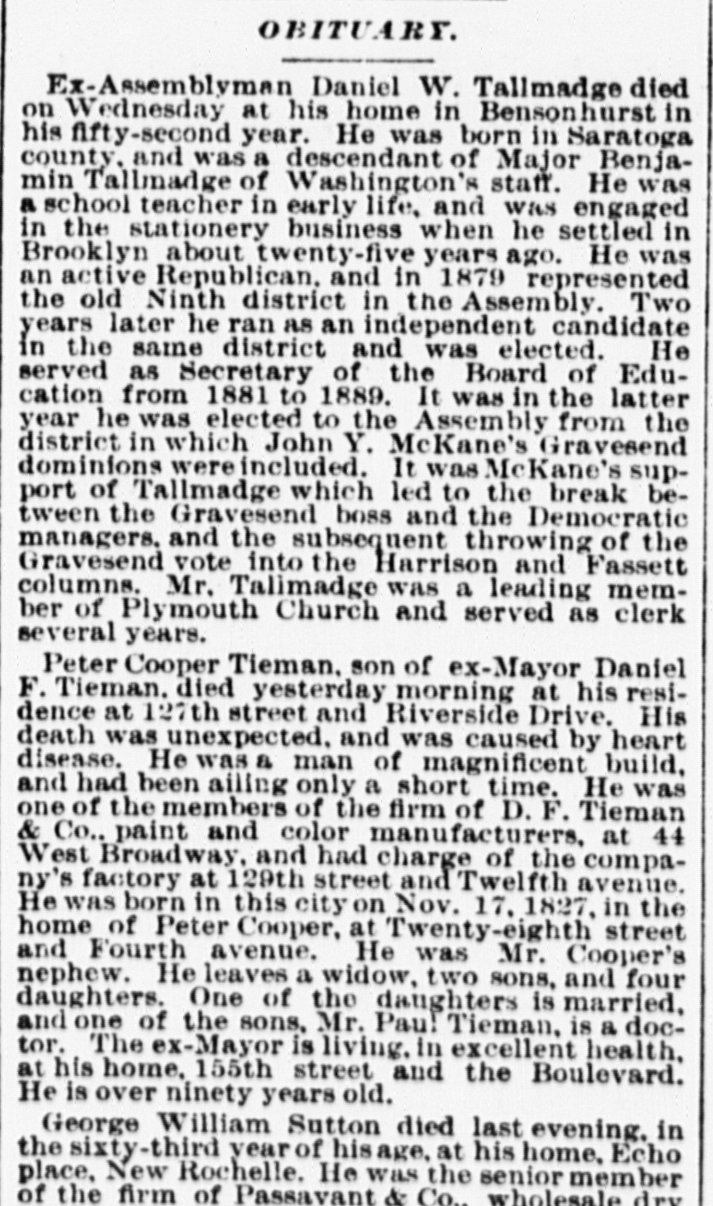 OBITUARY.
Ex-Assemblyman Daniel W. Tallmadge died
on Wednesday at his home in Bensonhurst in
his fifty-second year. He was born in Saratoga
county, and was a descendant of Major Benja-
min Tallmadge of Washington's staff. He was
a school teacher in early life, and was engaged
in the stationery business when he settled in
Brooklyn about twenty-five years ago. He was
an active Republican, and in 1879 represented
the old Ninth district in the Assembly. Two
years later he ran as an independent candidate
in the same district and was elected. He
served as Secretary of the Board of Edu-
cation from 1881 to 1889. It was in the latter
year he was elected to the Assembly from the
district in which John Y. McKane's Gravesend
dominions were included. It was McKane's sup-
port of Tallmadge which led to the break be-
tween the Gravesend boss and the Democratic
managers, and the subsequent throwing of the
Gravesend vote into the Harrison and Fassett
columns. Mr. Tallmadge was a leading mem-
ber of Plymouth Church and served as clerk
several years.
Peter Cooper Tieman, son of ex-Mayor Daniel
F. Tieman, died yesterday morning at his resi-
dence at 127th street and Riverside Drive. His
death was unexpected, and was caused by heart
disease. He was a man of magnificent build,
and had been ailing only a short time. He was
one of the members of the firm of D. F. Tieman
& Co., paint and color manufacturers, at 44
West Broadway, and had charge of the compa-
ny's factory at 129th street and Twelfth avenue.
He was born in this city on Nov. 17, 1827, in the
home of Peter Cooper, at Twenty-eighth street
and Fourth avenue. He was Mr. Cooper's
nephew. He leaves a widow, two sons, and four
daughters. One of the daughters is married,
and one of the sons, Mr. Paul Tieman, is a doc-
tor. The ex-Mayor is living, in excellent health,
at his home, 155th street and the Boulevard.
He is over ninety years old.
George William Sutton died last evening, in
the sixty-third year of his age, at his home, Echo
place, New Rochelle. He was the senior member
of the firm of Passavant & Co., wholesale dry